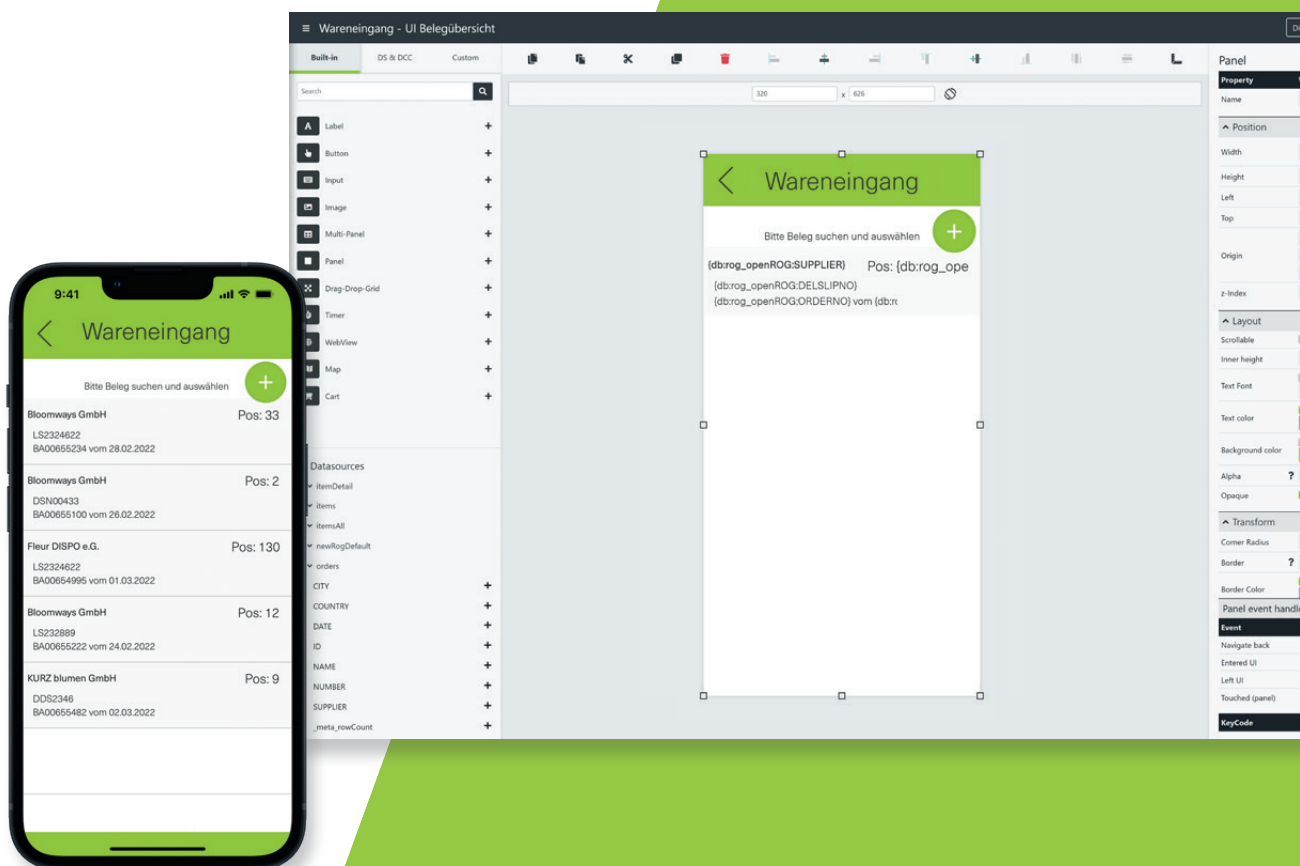 Wareneingang - UI Belegübersicht
Built-in
DS & DCC
Custom
Search
Label
Button
Input
Image
Multi-Panel
Panel
Drag-Drop-Grid
Timer
WebView
Map
Cart
Datasources
itemDetail
items
itemsAll
newRogDefault
orders
CITY
COUNTRY
DATE
ID
NAME
NUMBER
SUPPLIER
_meta_rowCount
320 x 626
Wareneingang
Bitte Beleg suchen und auswählen
{db:rog_openROG:SUPPLIER} Pos: {db:rog_ope
{db:rog_openROG:DELSLIPNO}
{db:rog_openROG:ORDERNO} vom {db:rc
Panel
Property
Name
Position
Width
Height
Left
Top
Origin
z-Index
Layout
Scrollable
Inner height
Text Font
Text color
Background color
Alpha ?
Opaque
Transform
Corner Radius
Border ?
Border Color
Panel event handle
Event
Navigate back
Entered UI
Left UI
Touched (panel)
KeyCode
9:41
Wareneingang
Bitte Beleg suchen und auswählen
Bloomways GmbH Pos: 33
LS2324622
BA00655234 vom 28.02.2022
Bloomways GmbH Pos: 2
DSN00433
BA00655100 vom 26.02.2022
Fleur DISPO e.G. Pos: 130
LS2324622
BA00654995 vom 01.03.2022
Bloomways GmbH Pos: 12
LS232889
BA00655222 vom 24.02.2022
KURZ blumen GmbH Pos: 9
DDS2346
BA00655482 vom 02.03.2022